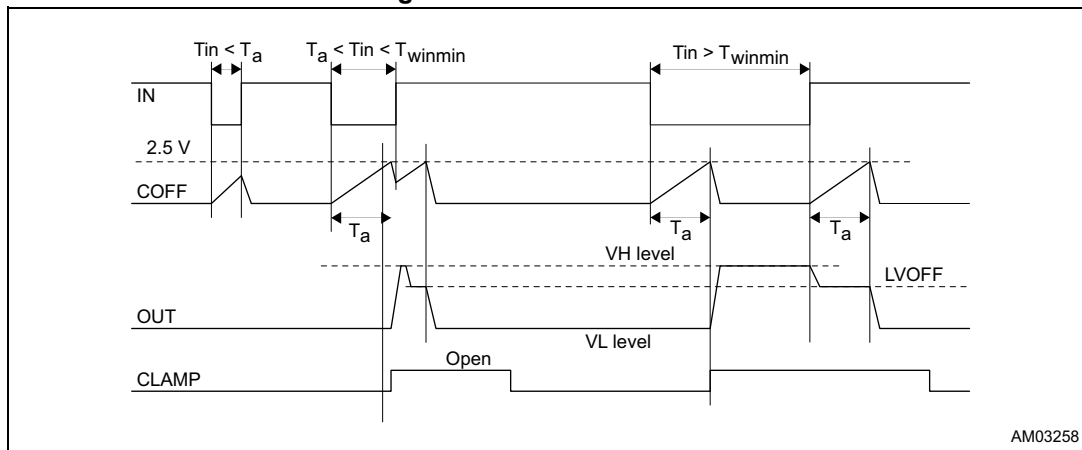 Tin < Ta
Ta < Tin < Twinmin
Tin > Twinmin
IN
2.5 V
COFF
Ta
Ta
Ta
VH level
LVOFF
OUT
VL level
Open
CLAMP
AM03258